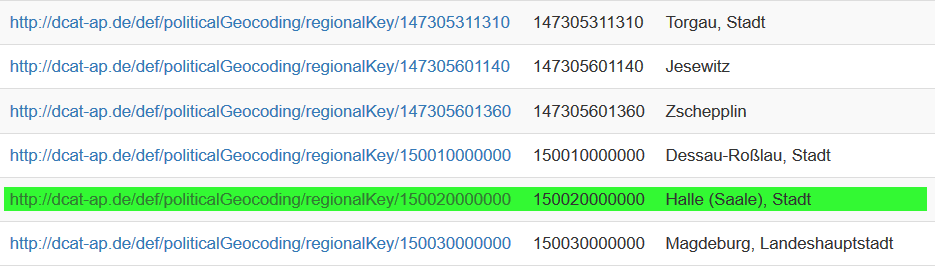 http://dcat-ap.de/def/politicalGeocoding/regionalKey/147305311310 147305311310 Torgau, Stadt
http://dcat-ap.de/def/politicalGeocoding/regionalKey/147305601140 147305601140 Jesewitz
http://dcat-ap.de/def/politicalGeocoding/regionalKey/147305601360 147305601360 Zschepplin
http://dcat-ap.de/def/politicalGeocoding/regionalKey/150010000000 150010000000 Dessau-Roßlau, Stadt
http://dcat-ap.de/def/politicalGeocoding/regionalKey/150020000000 150020000000 Halle (Saale), Stadt
http://dcat-ap.de/def/politicalGeocoding/regionalKey/150030000000 150030000000 Magdeburg, Landeshauptstadt